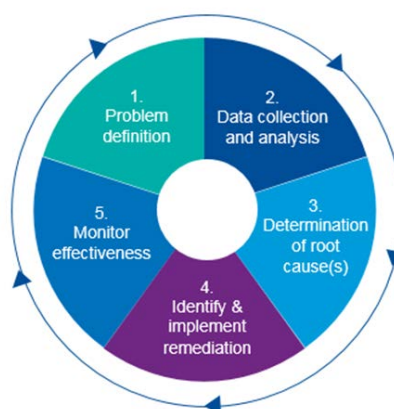 1.
Problem
definition
2.
Data collection
and analysis
3.
Determination
of root
cause(s)
4.
Identify &
implement
remediation
5.
Monitor
effectiveness